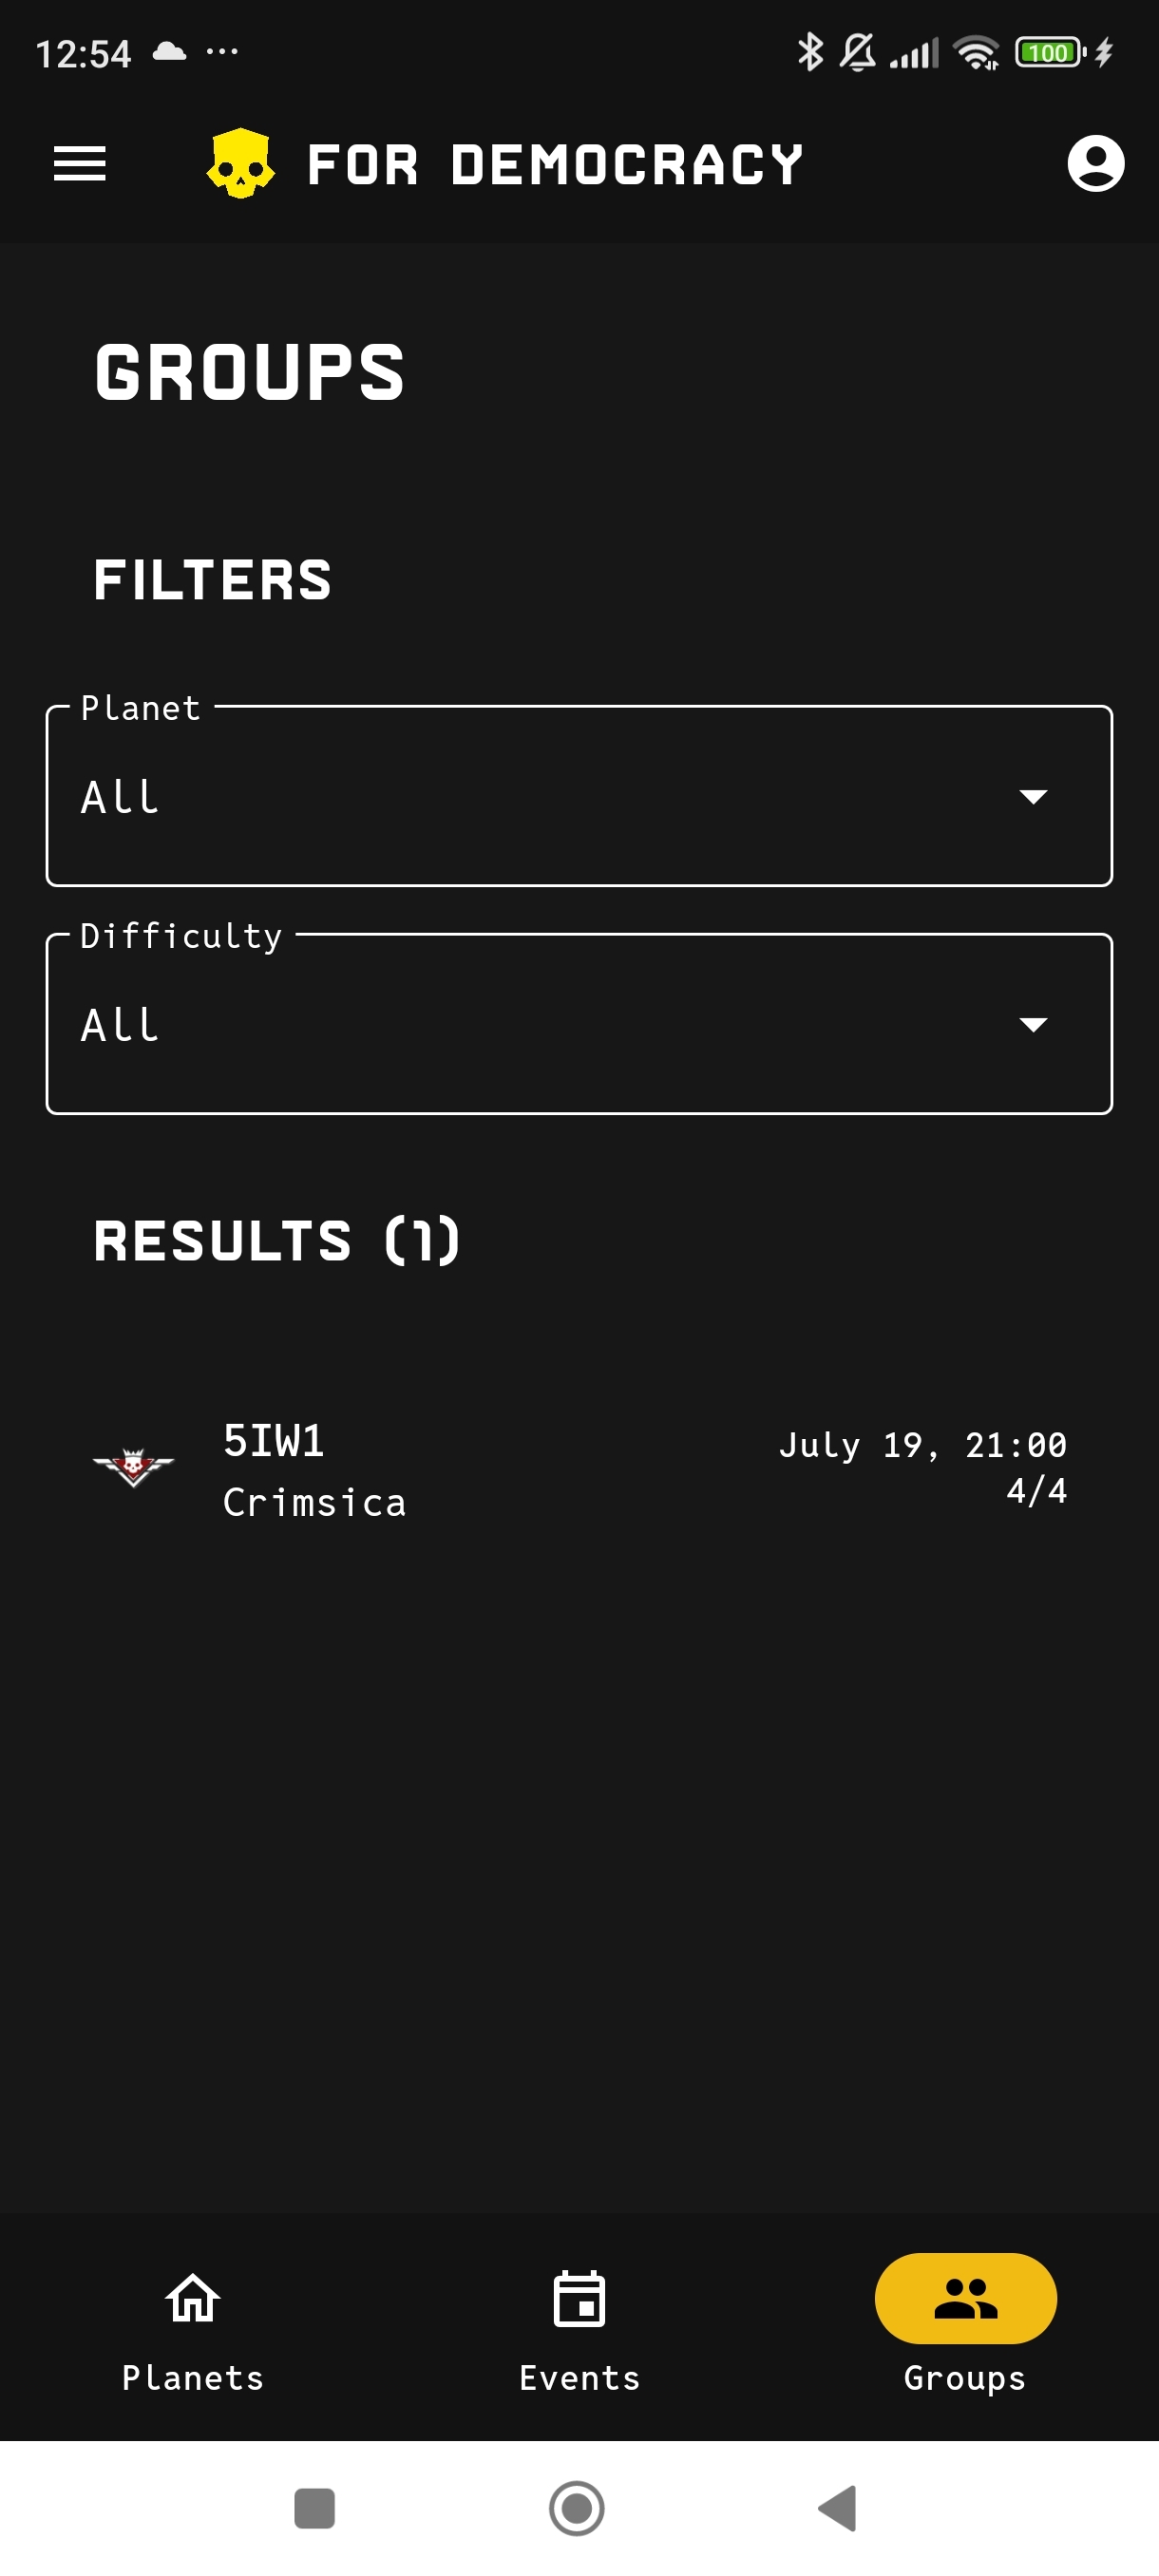 12:54
100
FOR DEMOCRACY
GROUPS
FILTERS
Planet
All
Difficulty
All
RESULTS (1)
5IW1
Crimsica
July 19, 21:00
4/4
Planets
Events
Groups